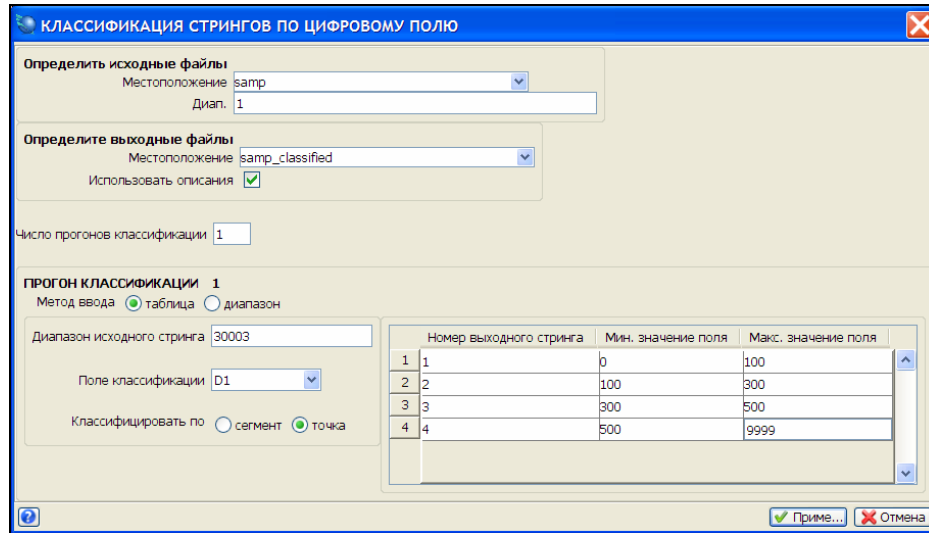 КЛАССИФИКАЦИЯ СТРИНГОВ ПО ЦИФРОВОМУ ПОЛЮ
Определить исходные файлы
Местоположение samp
Диап. 1
Определите выходные файлы
Местоположение samp_classified
Использовать описания
Число прогонов классификации 1
ПРОГОН КЛАССИФИКАЦИИ 1
Метод ввода таблица диапазон
Диапазон исходного стринга 30003
Поле классификации D1
Классифицировать по сегмент точка
Номер выходного стринга Мин. значение поля Макс. значение поля
1 1 0 100
2 2 100 300
3 3 300 500
4 4 500 9999
? Приме... Отмена